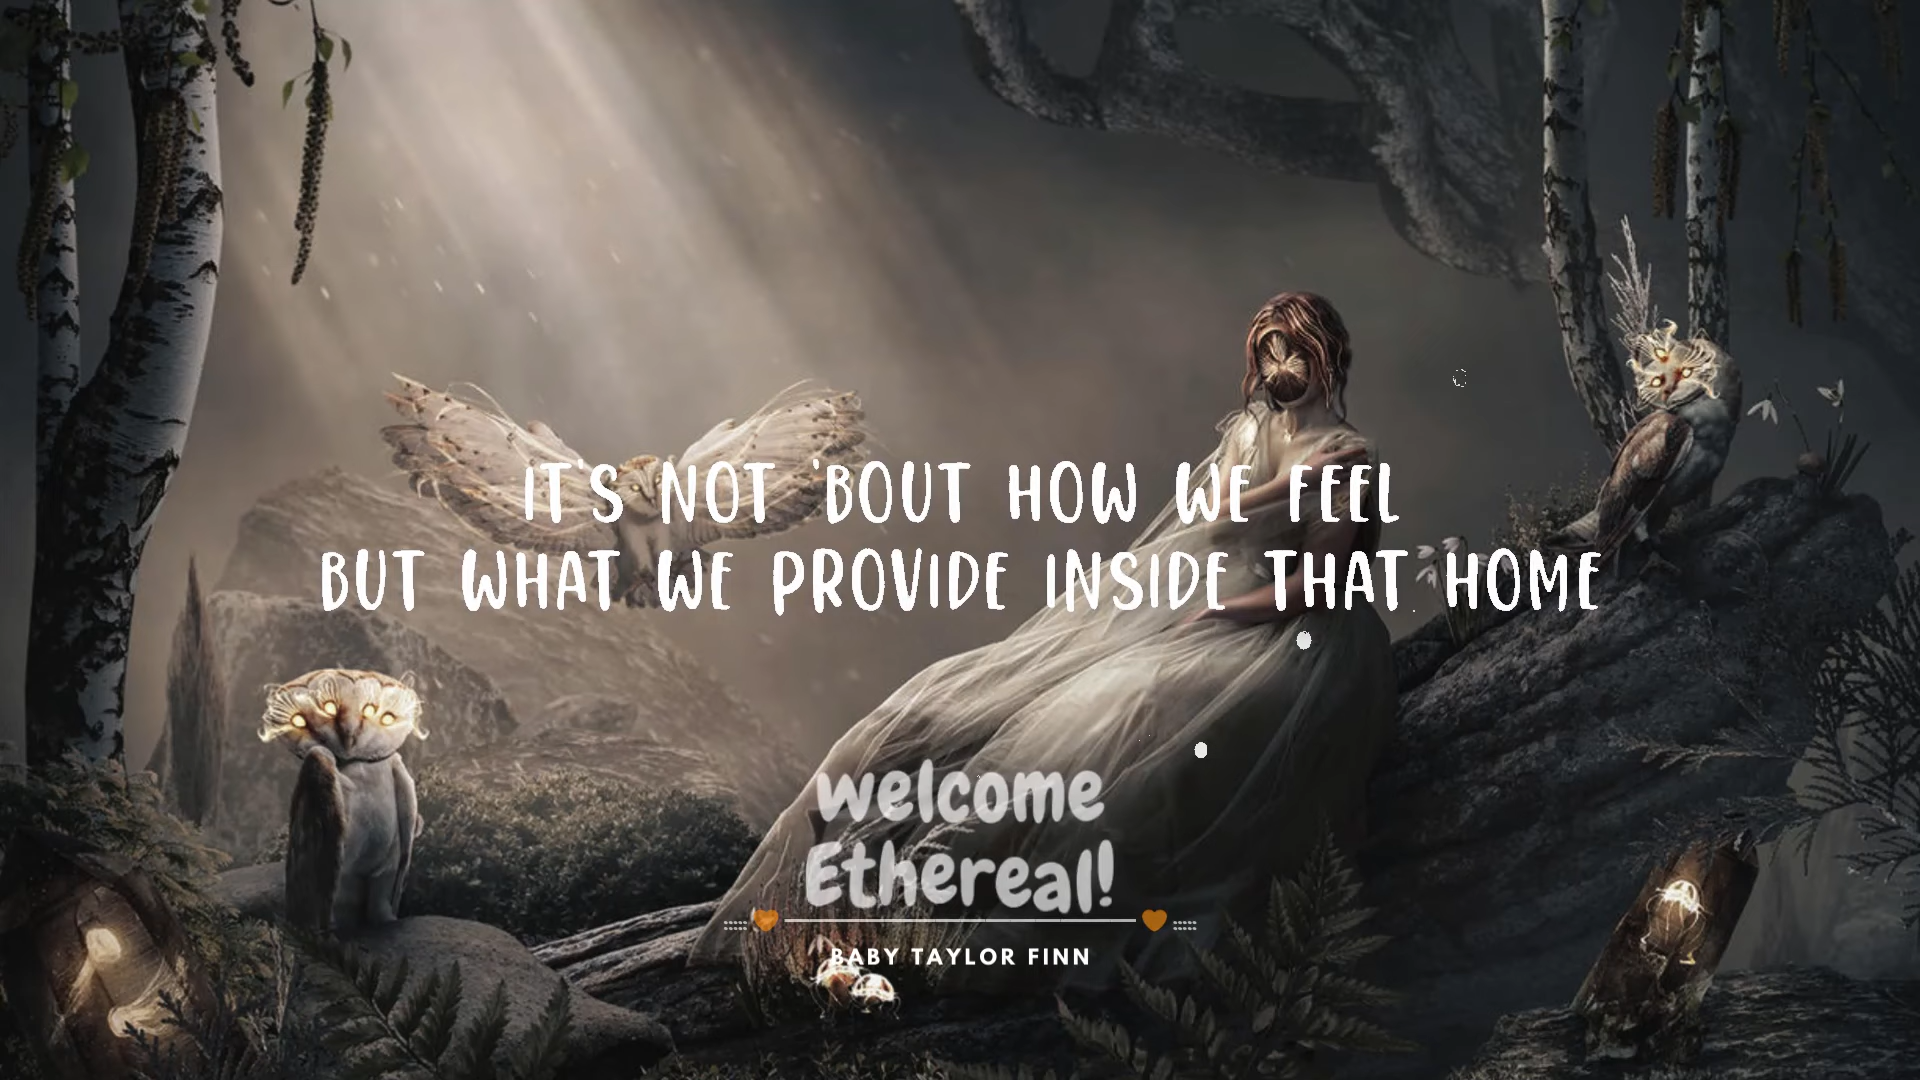 IT'S NOT 'BOUT HOW WE FEEL
BUT WHAT WE PROVIDE INSIDE THAT HOME
welcome
Ethereal!
BABY TAYLOR FINN